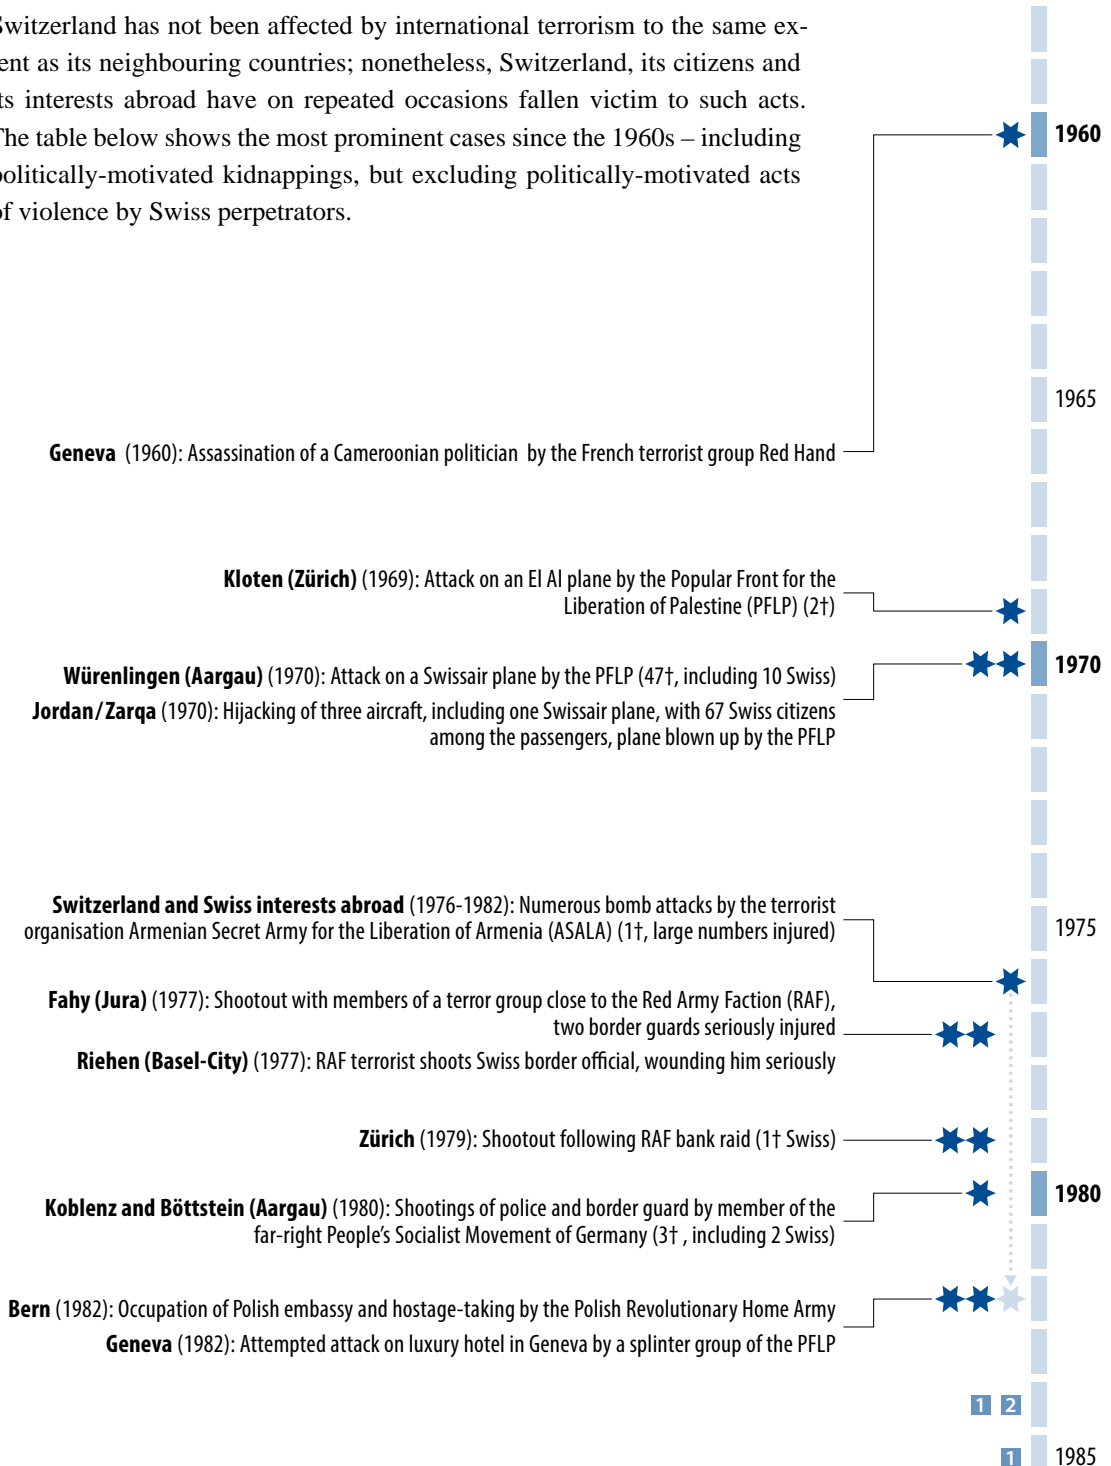 Switzerland has not been affected by international terrorism to the same ex-
tent as its neighbouring countries; nonetheless, Switzerland, its citizens and
its interests abroad have on repeated occasions fallen victim to such acts.
The table below shows the most prominent cases since the 1960s – including
politically-motivated kidnappings, but excluding politically-motivated acts
of violence by Swiss perpetrators.
1960
1965
Geneva (1960): Assassination of a Cameroonian politician by the French terrorist group Red Hand
Kloten (Zürich) (1969): Attack on an El Al plane by the Popular Front for the
Liberation of Palestine (PFLP) (2†)
1970
Würenlingen (Aargau) (1970): Attack on a Swissair plane by the PFLP (47†, including 10 Swiss)
Jordan/Zarqa (1970): Hijacking of three aircraft, including one Swissair plane, with 67 Swiss citizens
among the passengers, plane blown up by the PFLP
Switzerland and Swiss interests abroad (1976-1982): Numerous bomb attacks by the terrorist
organisation Armenian Secret Army for the Liberation of Armenia (ASALA) (1†, large numbers injured)
1975
Fahy (Jura) (1977): Shootout with members of a terror group close to the Red Army Faction (RAF),
two border guards seriously injured
Riehen (Basel-City) (1977): RAF terrorist shoots Swiss border official, wounding him seriously
Zürich (1979): Shootout following RAF bank raid (1† Swiss)
1980
Koblenz and Böttstein (Aargau) (1980): Shootings of police and border guard by member of the
far-right People's Socialist Movement of Germany (3† , including 2 Swiss)
Bern (1982): Occupation of Polish embassy and hostage-taking by the Polish Revolutionary Home Army
Geneva (1982): Attempted attack on luxury hotel in Geneva by a splinter group of the PFLP
1 2
1 1985